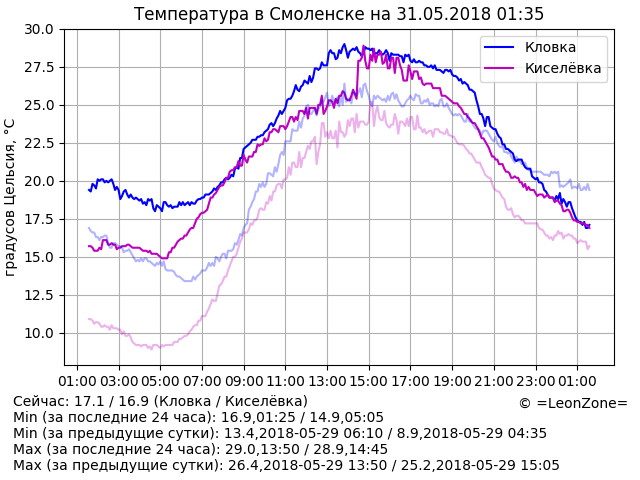 Температура в Смоленске на 31.05.2018 01:35
градусов Цельсия, °C
30.0
27.5
25.0
22.5
20.0
17.5
15.0
12.5
10.0
Кловка
Киселёвка
01:00 03:00 05:00 07:00 09:00 11:00 13:00 15:00 17:00 19:00 21:00 23:00 01:00
Сейчас: 17.1 / 16.9 (Кловка / Киселёвка)
© =LeonZone=
Min (за последние 24 часа): 16.9,01:25 / 14.9,05:05
Min (за предыдущие сутки): 13.4,2018-05-29 06:10 / 8.9,2018-05-29 04:35
Max (за последние 24 часа): 29.0,13:50 / 28.9,14:45
Max (за предыдущие сутки): 26.4,2018-05-29 13:50 / 25.2,2018-05-29 15:05